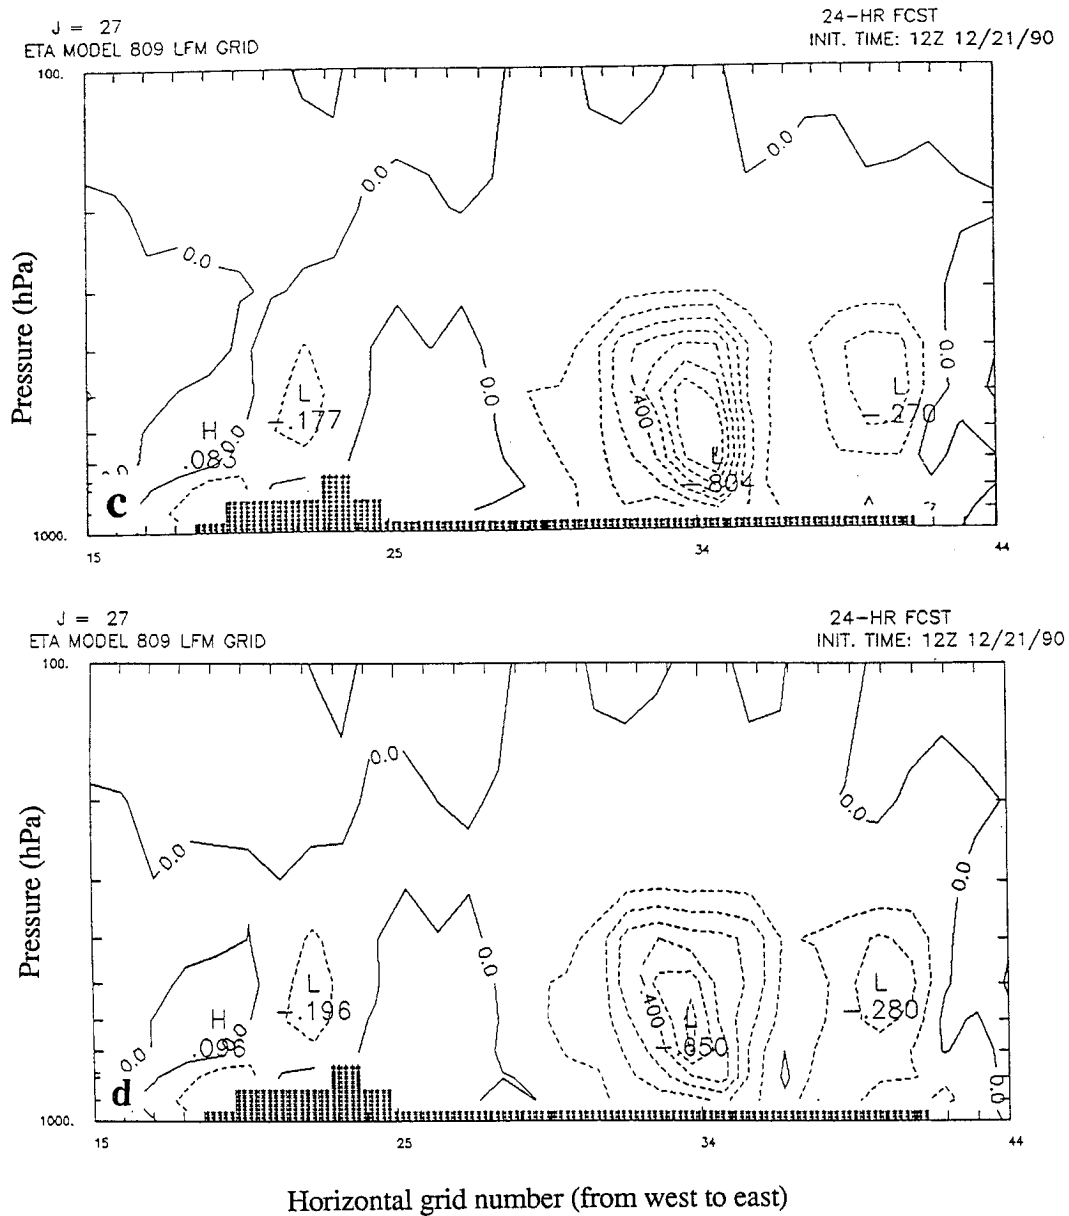 J = 27
24-HR FCST
ETA MODEL 809 LFM GRID
INIT. TIME: 12Z 12/21/90
100.
0.0
0.0
0.0
Pressure (hPa)
0.0
0.0
L
-.177
L
-.270
400
H
.083
0.0
L
-.804
c
1000.
15
25
34
44
J = 27
24-HR FCST
ETA MODEL 809 LFM GRID
INIT. TIME: 12Z 12/21/90
100.
0.0
0.0
0.0
0.0
Pressure (hPa)
0.0
L
-.196
L
-.280
400
H
.096
L
-.650
0.0
0.0
d
1000.
15
25
34
44
Horizontal grid number (from west to east)